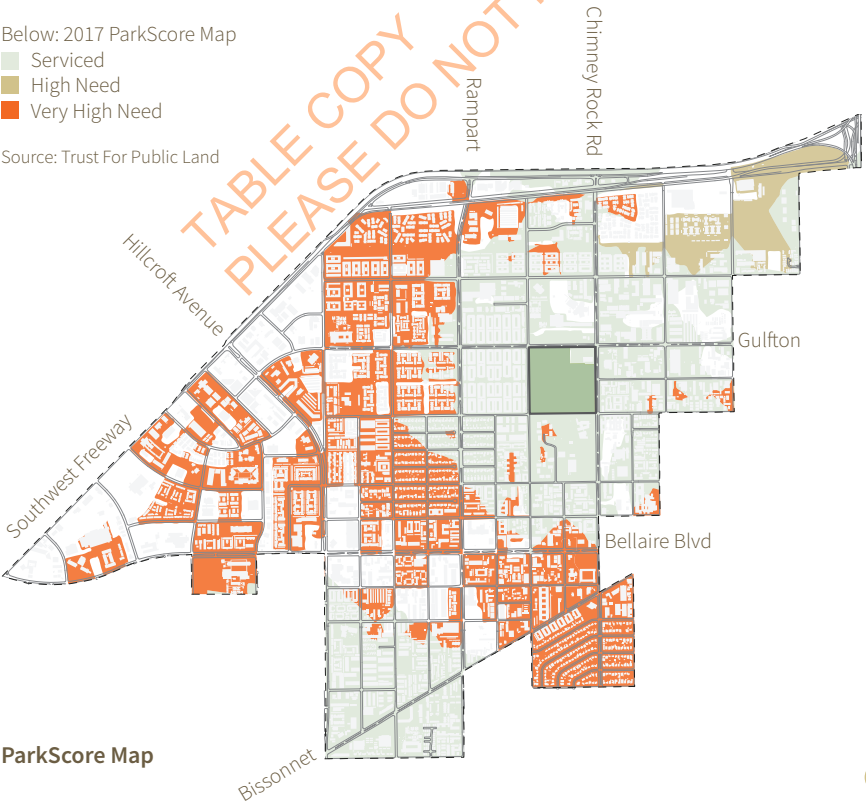 Below: 2017 ParkScore Map
Serviced
High Need
Very High Need
Source: Trust For Public Land
TABLE COPY
PLEASE DO NOT
Chimney Rock Rd
Rampart
Hillcroft Avenue
Gulfton
Southwest Freeway
Bellaire Blvd
ParkScore Map
Bissonnet